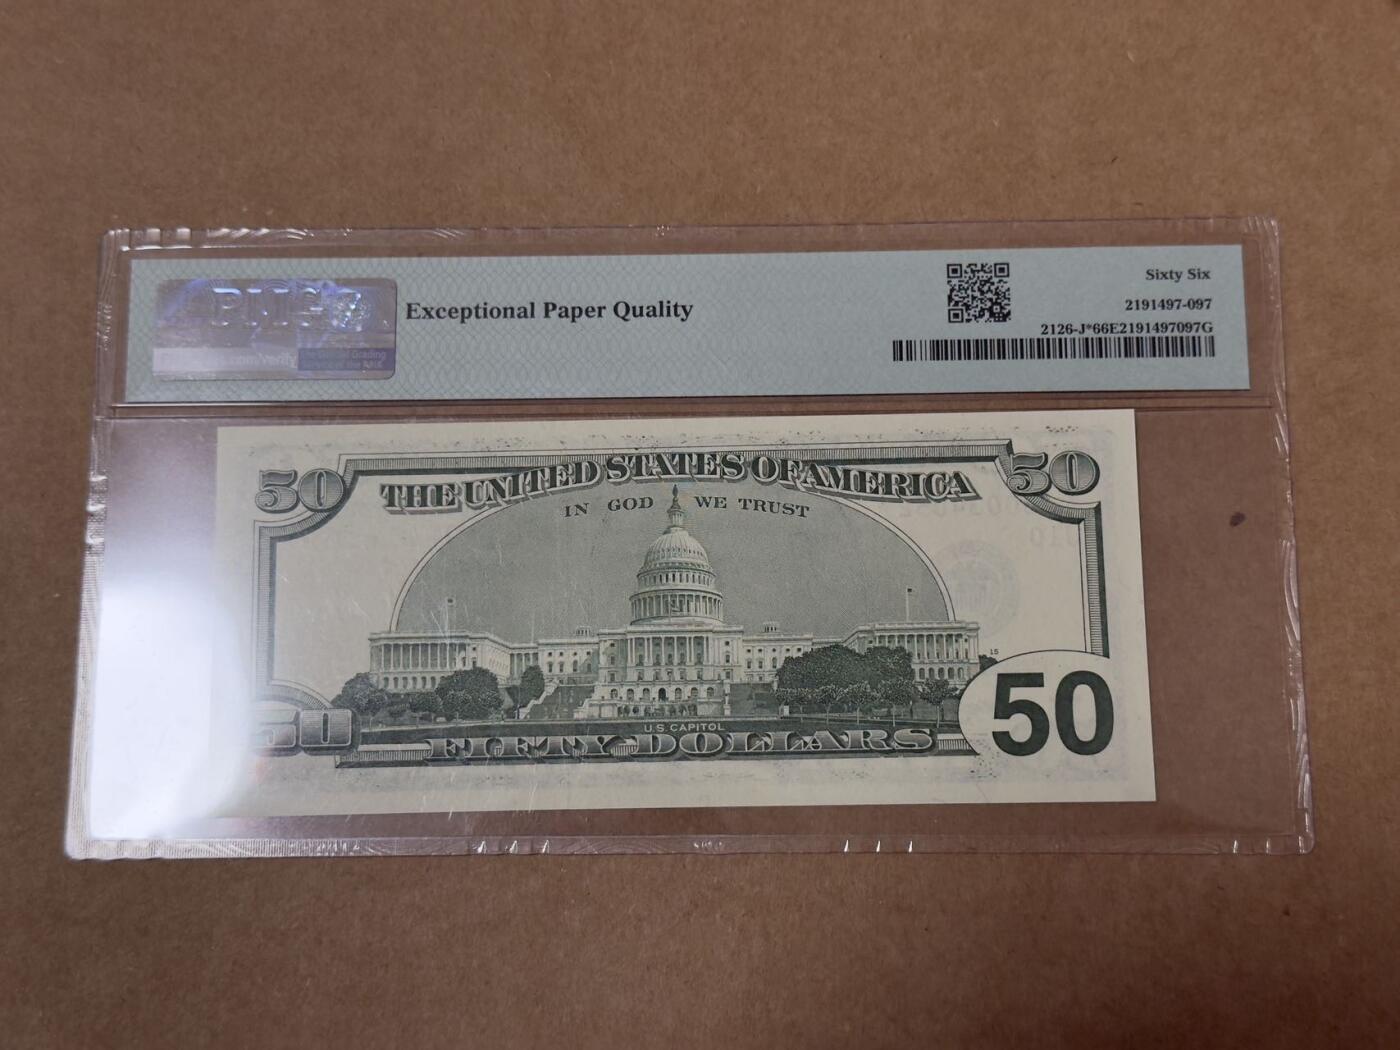 PMG
Exceptional Paper Quality
Sixty Six
2191497-097
2126-J*66E2191497097G
50
THE UNITED STATES OF AMERICA
50
IN GOD WE TRUST
15
50
U.S. CAPITOL
FIFTY DOLLARS
50